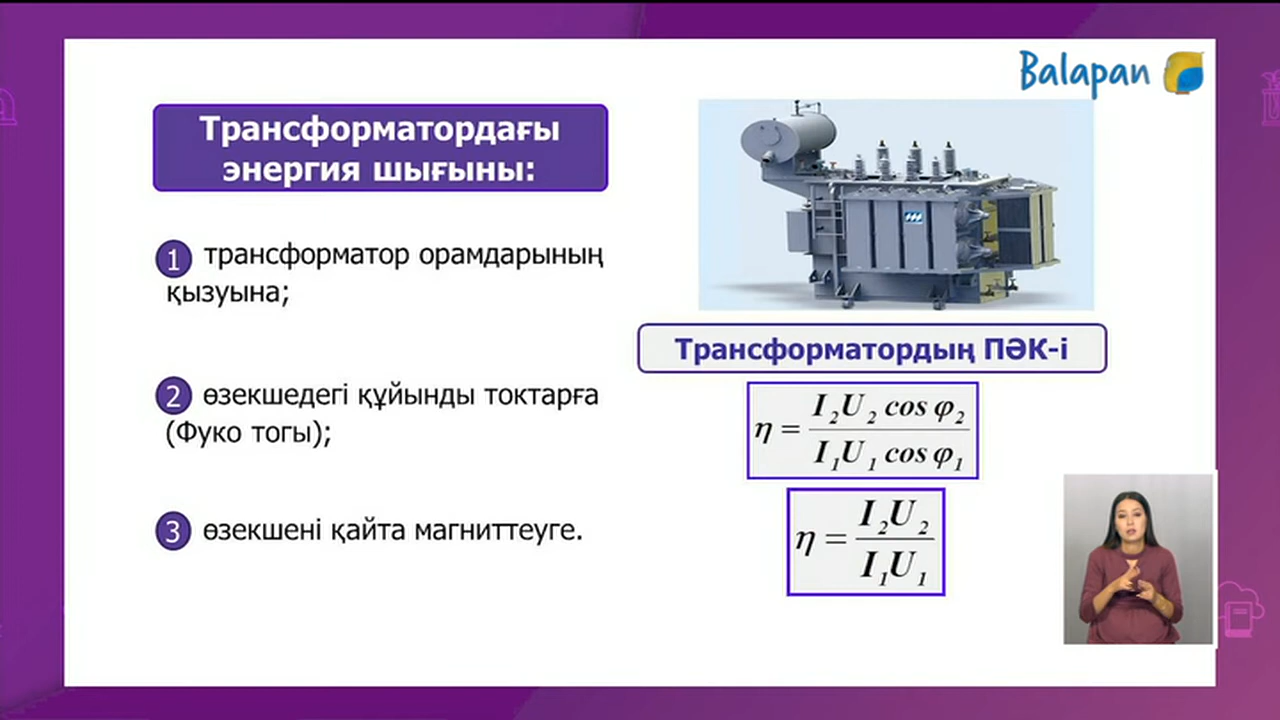 Balapan
Трансформатордағы
энергия шығыны:
1 трансформатор орамдарының
қызуына;
2 өзекшедегі құйынды токтарға
(Фуко тогы);
3 өзекшені қайта магниттеуге.
Трансформатордың ПӘК-і
η = I₂U₂ cos φ₂ / I₁U₁ cos φ₁
η = I₂U₂ / I₁U₁